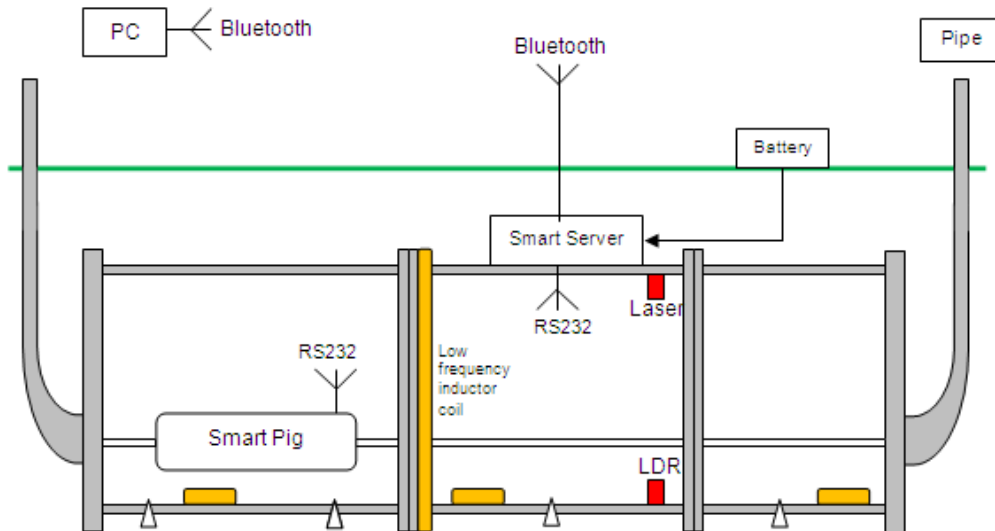 PC
Bluetooth
Bluetooth
Pipe
Battery
Smart Server
Laser
RS232
RS232
Low
frequency
inductor
coil
Smart Pig
LDR